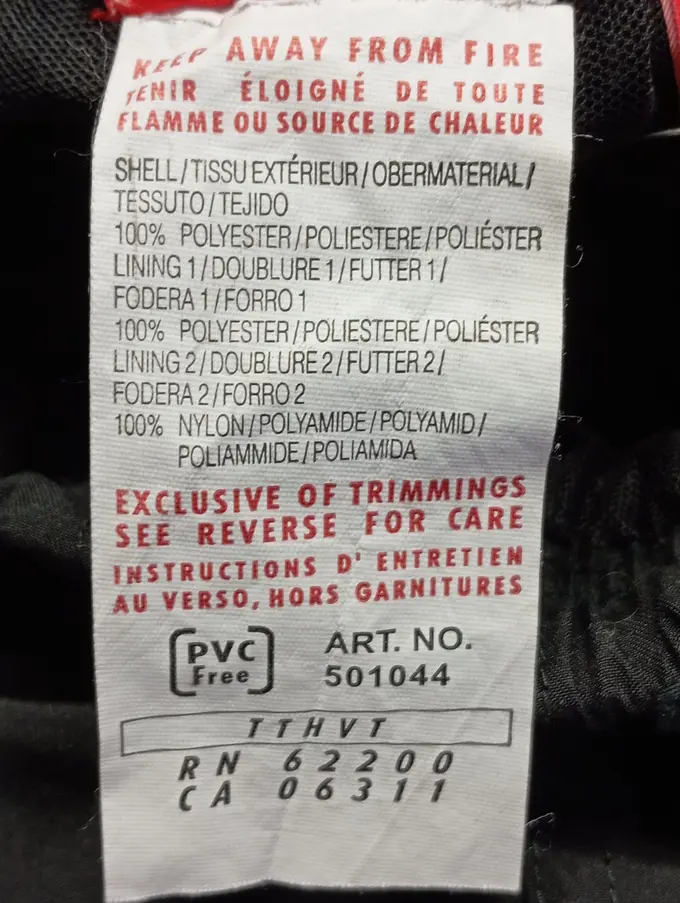 KEEP AWAY FROM FIRE
TENIR ÉLOIGNÉ DE TOUTE
FLAMME OU SOURCE DE CHALEUR
SHELL/TISSU EXTÉRIEUR/OBERMATERIAL/
TESSUTO/TEJIDO
100% POLYESTER/POLIESTERE/POLIÉSTER
LINING 1/DOUBLURE 1/FUTTER 1/
FODERA 1/FORRO 1
100% POLYESTER/POLIESTERE/POLIÉSTER
LINING 2/DOUBLURE 2/FUTTER 2/
FODERA 2/FORRO 2
100% NYLON/POLYAMIDE/POLYAMID/
POLIAMMIDE/POLIAMIDA
EXCLUSIVE OF TRIMMINGS
SEE REVERSE FOR CARE
INSTRUCTIONS D' ENTRETIEN
AU VERSO, HORS GARNITURES
PVC Free
ART. NO.
501044
TTHVT
RN 62200
CA 06311